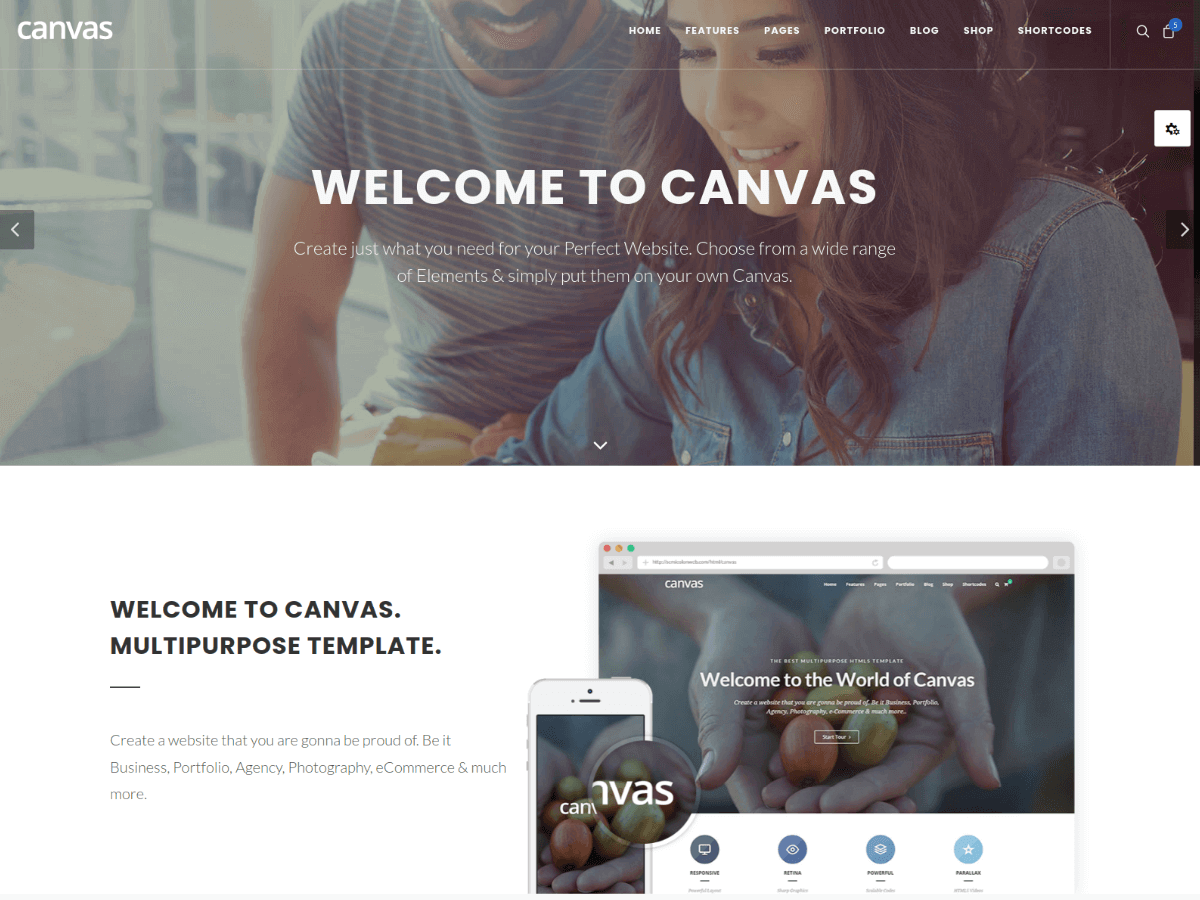 canvas
HOME FEATURES PAGES PORTFOLIO BLOG SHOP SHORTCODES
5
WELCOME TO CANVAS
Create just what you need for your Perfect Website. Choose from a wide range
of Elements & simply put them on your own Canvas.
WELCOME TO CANVAS.
MULTIPURPOSE TEMPLATE.
Create a website that you are gonna be proud of. Be it
Business, Portfolio, Agency, Photography, eCommerce & much
more.
canvas
Home Features Pages Portfolio Blog Shop Shortcodes
THE BEST MULTIPURPOSE HTML5 TEMPLATE
Welcome to the World of Canvas
Create a website that you are gonna be proud of. Be it Business, Portfolio,
Agency, Photography, e-Commerce & much more..
Start Tour
can
nvas
RESPONSIVE RETINA POWERFUL PARALLAX
Powerful Layout